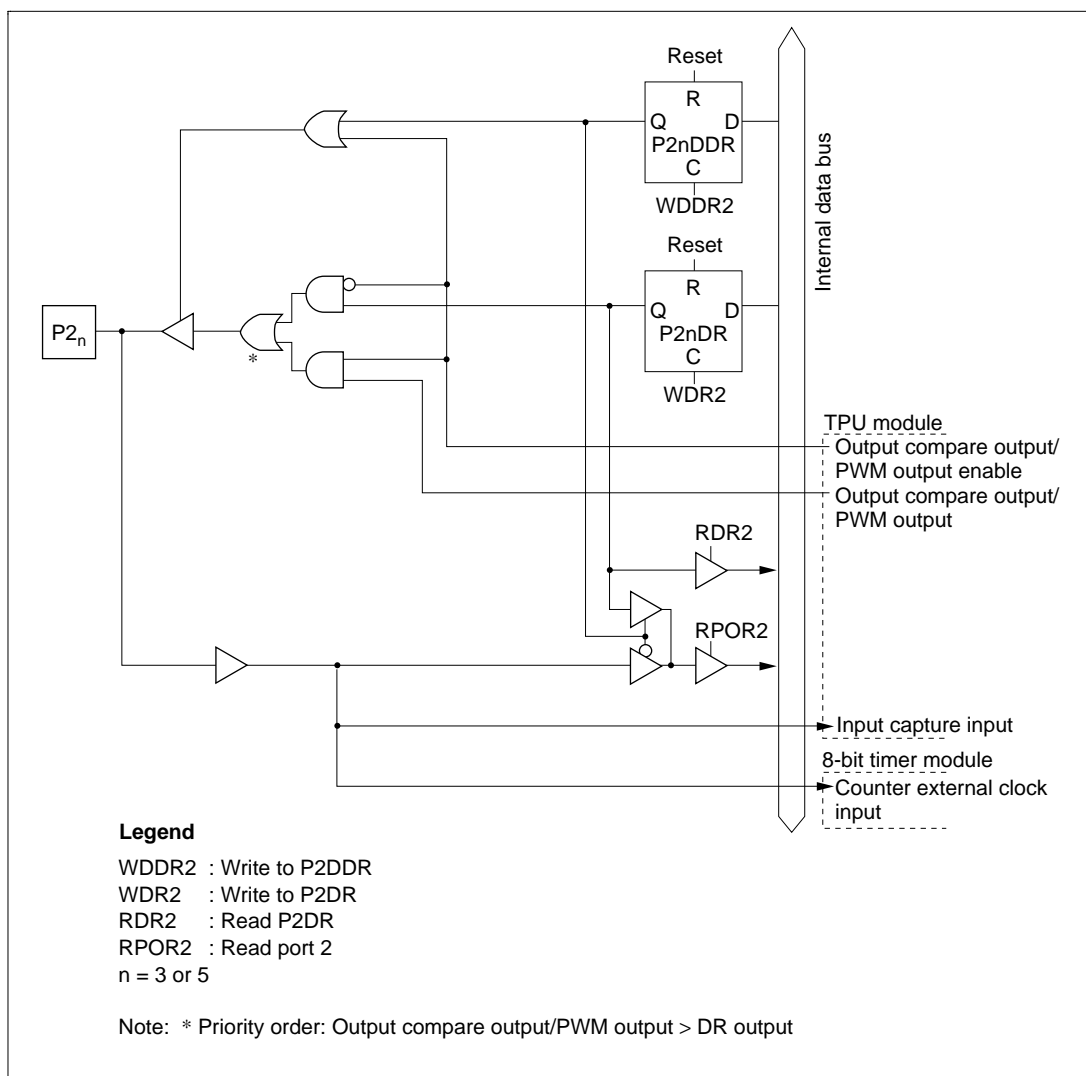 Reset
R
Q D
P2nDDR
C
WDDR2
Internal data bus
Reset
R
Q D
P2nDR
C
WDR2
P2n
*
TPU module
Output compare output/
PWM output enable
Output compare output/
PWM output
RDR2
RPOR2
Input capture input
8-bit timer module
Counter external clock
input
Legend
WDDR2 : Write to P2DDR
WDR2 : Write to P2DR
RDR2 : Read P2DR
RPOR2 : Read port 2
n = 3 or 5
Note: * Priority order: Output compare output/PWM output > DR output